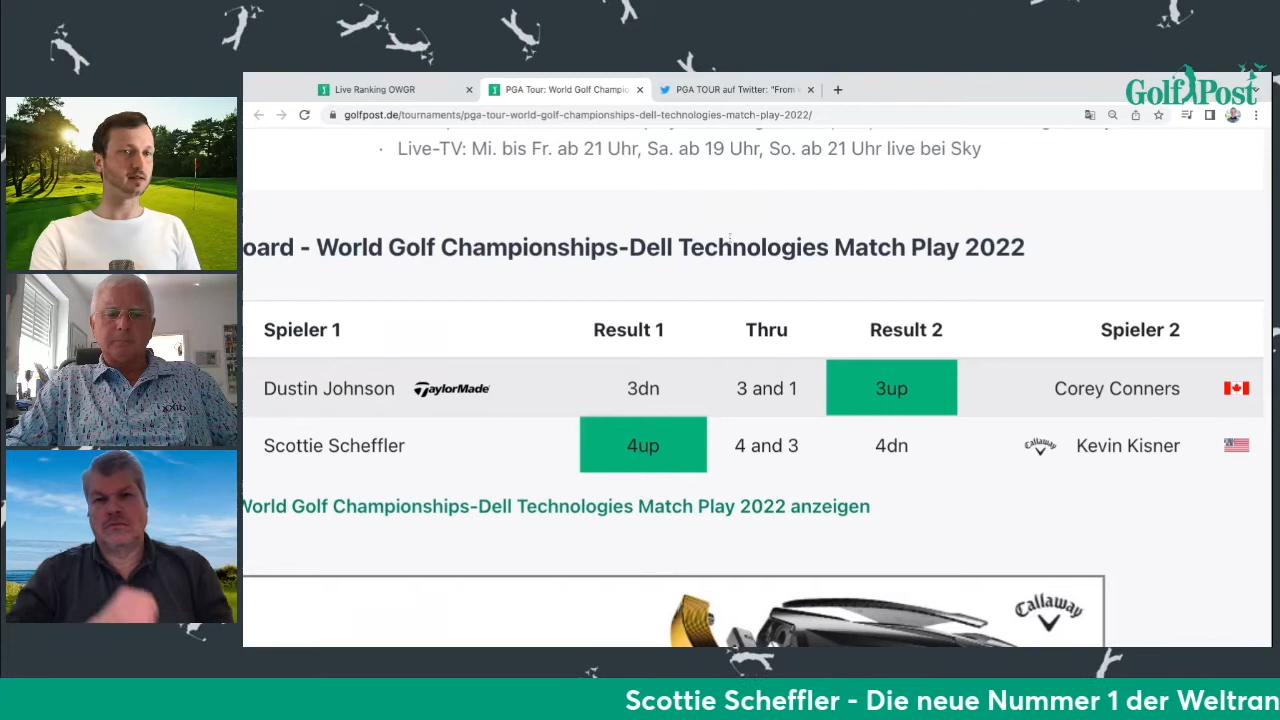 Golf Post
Live Ranking OWGR
PGA Tour: World Golf Champio
PGA TOUR auf Twitter: "From
golfpost.de/tournaments/pga-tour-world-golf-championships-dell-technologies-match-play-2022/
· Live-TV: Mi. bis Fr. ab 21 Uhr, Sa. ab 19 Uhr, So. ab 21 Uhr live bei Sky
oard - World Golf Championships-Dell Technologies Match Play 2022
Spieler 1 Result 1 Thru Result 2 Spieler 2
Dustin Johnson TaylorMade 3dn 3 and 1 3up Corey Conners
Scottie Scheffler 4up 4 and 3 4dn Callaway Kevin Kisner
World Golf Championships-Dell Technologies Match Play 2022 anzeigen
Callaway
Scottie Scheffler - Die neue Nummer 1 der Weltran